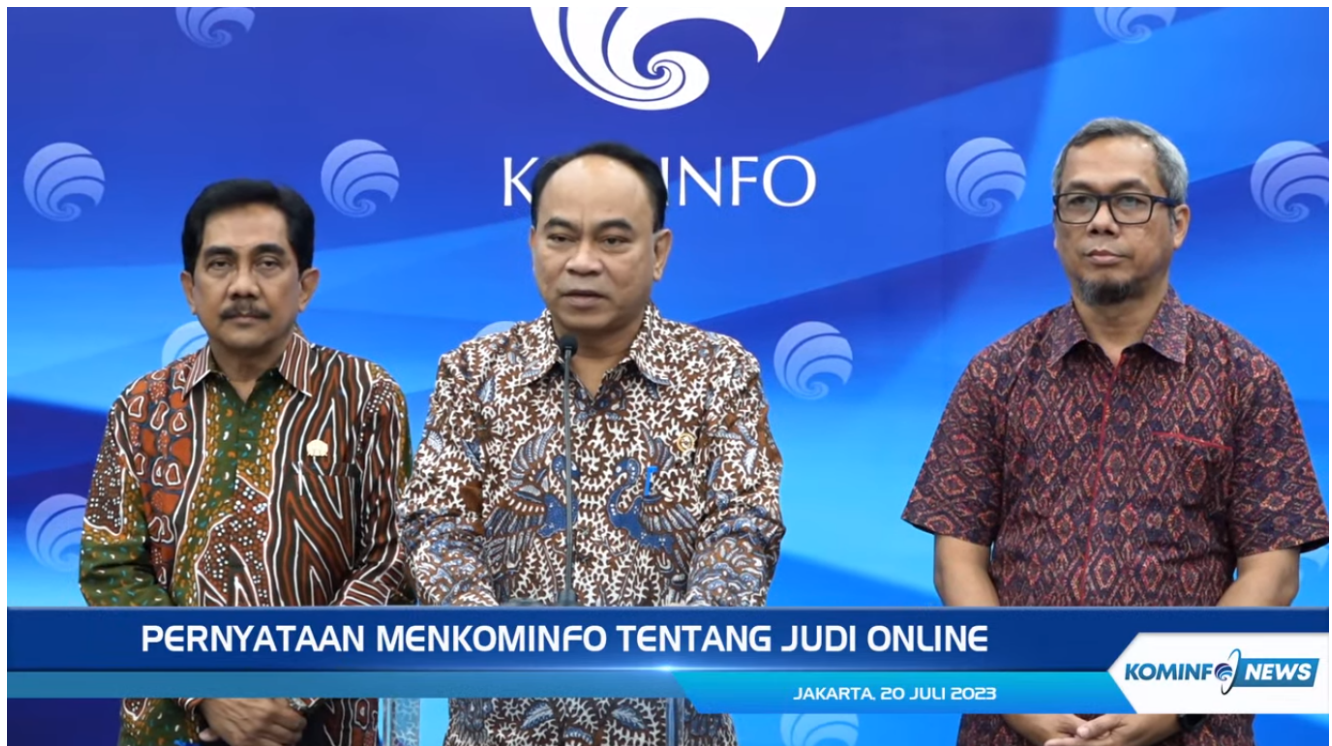 KOMINFO
PERNYATAAN MENKOMINFO TENTANG JUDI ONLINE
JAKARTA, 20 JULI 2023
KOMINFO NEWS